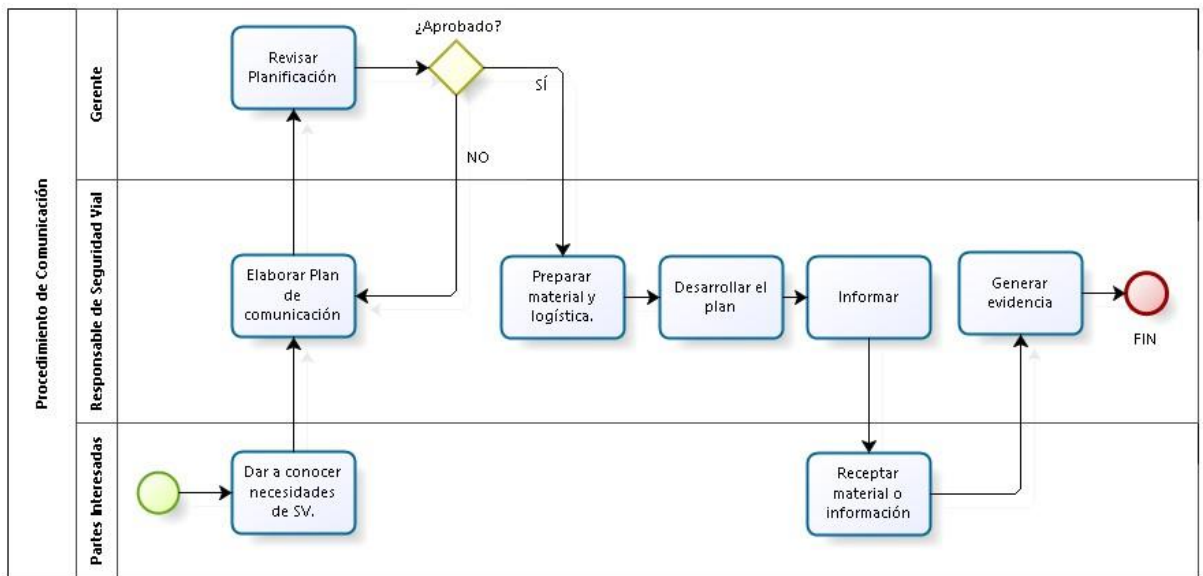 Procedimiento de Comunicación
Gerente
Revisar
Planificación
¿Aprobado?
SÍ
NO
Responsable de Seguridad Vial
Elaborar Plan
de
comunicación
Preparar
material y
logística.
Desarrollar el
plan
Informar
Generar
evidencia
FIN
Partes Interesadas
Dar a conocer
necesidades
de SV.
Receptar
material o
información